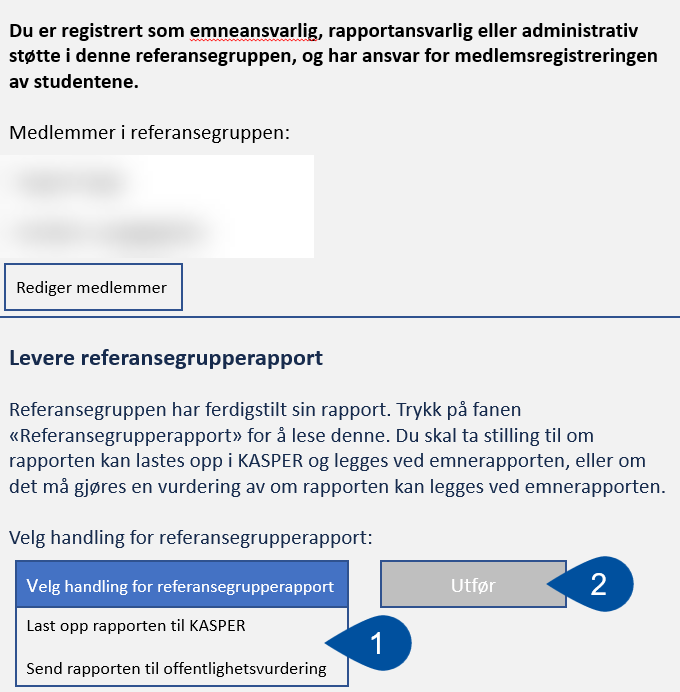 Du er registrert som emneansvarlig, rapportansvarlig eller administrativ
støtte i denne referansegruppen, og har ansvar for medlemsregistreringen
av studentene.
Medlemmer i referansegruppen:
Rediger medlemmer
Levere referansegrupperapport
Referansegruppen har ferdigstilt sin rapport. Trykk på fanen
«Referansegrupperapport» for å lese denne. Du skal ta stilling til om
rapporten kan lastes opp i KASPER og legges ved emnerapporten, eller om
det må gjøres en vurdering av om rapporten kan legges ved emnerapporten.
Velg handling for referansegrupperapport:
Velg handling for referansegrupperapport
Utfør
2
Last opp rapporten til KASPER
1
Send rapporten til offentlighetsvurdering